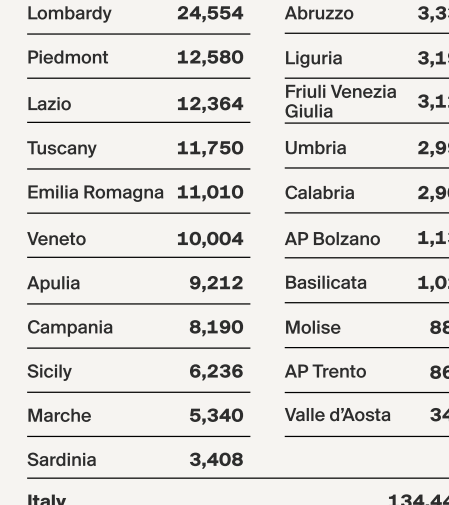 Lombardy 24,554
Piedmont 12,580
Lazio 12,364
Tuscany 11,750
Emilia Romagna 11,010
Veneto 10,004
Apulia 9,212
Campania 8,190
Sicily 6,236
Marche 5,340
Sardinia 3,408
Abruzzo
Liguria
Friuli Venezia
Giulia
Umbria
Calabria
AP Bolzano
Basilicata
Molise
AP Trento
Valle d’Aosta
Italy